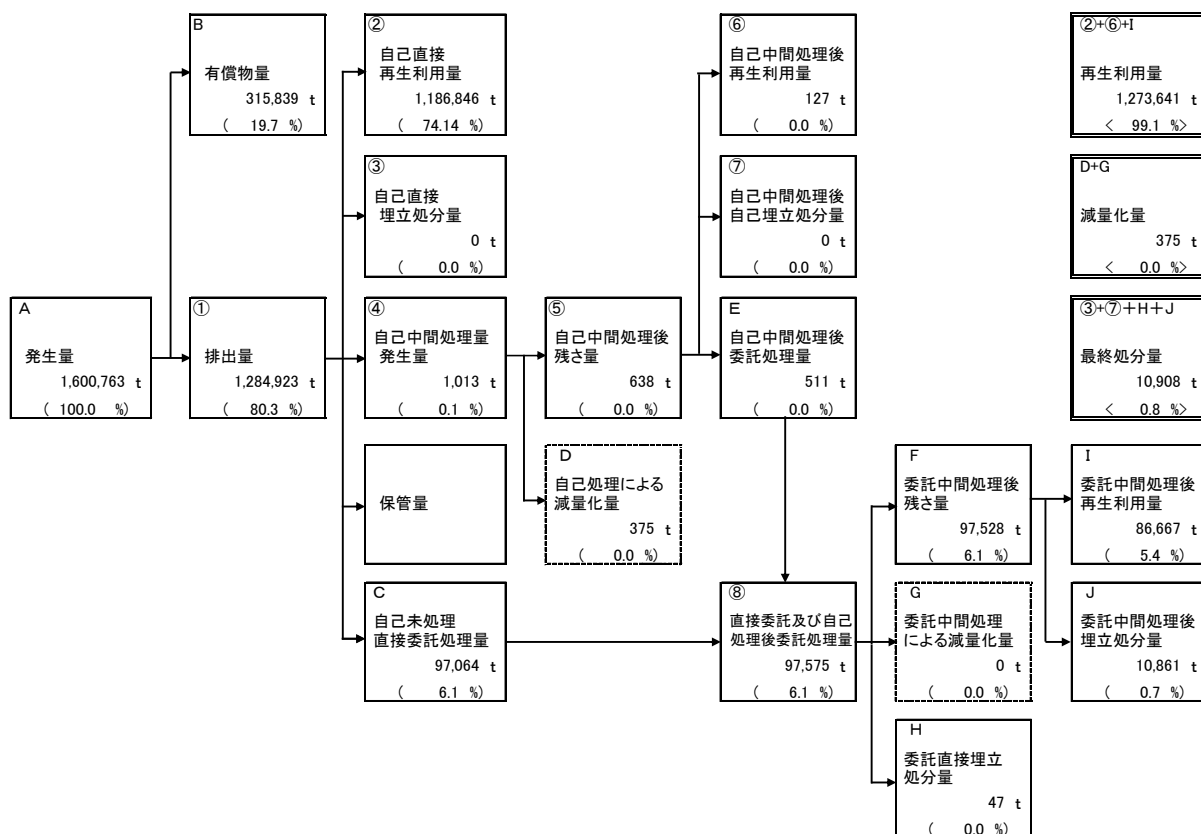 B
有償物量
315,839 t
( 19.7 %)
②
自己直接
再生利用量
1,186,846 t
( 74.14 %)
⑥
自己中間処理後
再生利用量
127 t
( 0.0 %)
②+⑥+I
再生利用量
1,273,641 t
< 99.1 %>
③
自己直接
埋立処分量
0 t
( 0.0 %)
⑦
自己中間処理後
自己埋立処分量
0 t
( 0.0 %)
D+G
減量化量
375 t
< 0.0 %>
A
発生量
1,600,763 t
( 100.0 %)
①
排出量
1,284,923 t
( 80.3 %)
④
自己中間処理量
発生量
1,013 t
( 0.1 %)
⑤
自己中間処理後
残さ量
638 t
( 0.0 %)
E
自己中間処理後
委託処理量
511 t
( 0.0 %)
③+⑦+H+J
最終処分量
10,908 t
< 0.8 %>
保管量
D
自己処理による
減量化量
375 t
( 0.0 %)
F
委託中間処理後
残さ量
97,528 t
( 6.1 %)
I
委託中間処理後
再生利用量
86,667 t
( 5.4 %)
C
自己未処理
直接委託処理量
97,064 t
( 6.1 %)
⑧
直接委託及び自己
処理後委託処理量
97,575 t
( 6.1 %)
G
委託中間処理
による減量化量
0 t
( 0.0 %)
J
委託中間処理後
埋立処分量
10,861 t
( 0.7 %)
H
委託直接埋立
処分量
47 t
( 0.0 %)